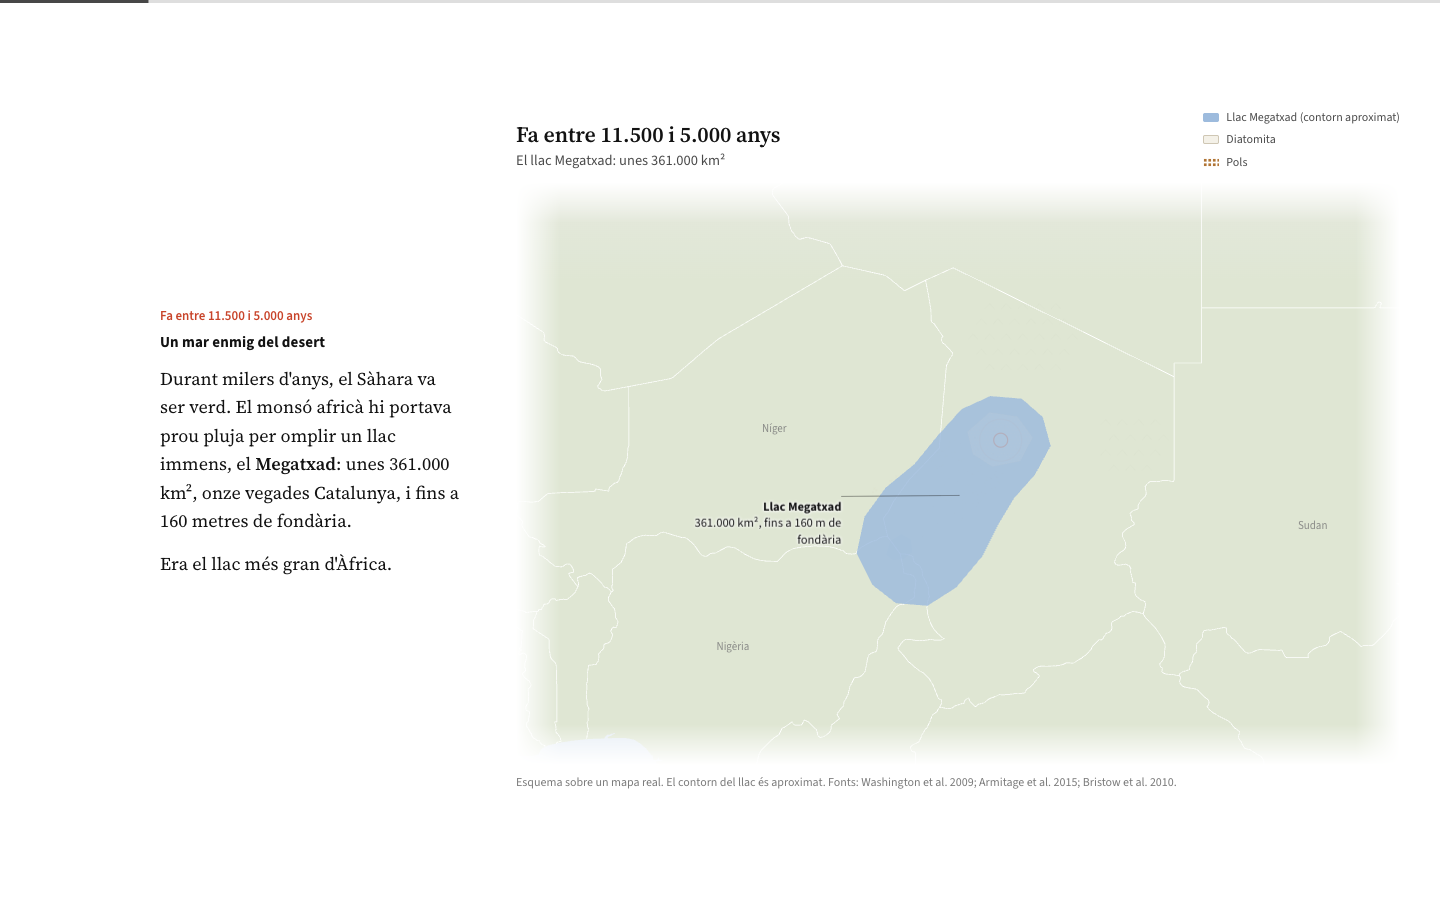 Fa entre 11.500 i 5.000 anys
Un mar enmig del desert
Durant milers d'anys, el Sàhara va
ser verd. El monsó africà hi portava
prou pluja per omplir un llac
immens, el Megatxad: unes 361.000
km², onze vegades Catalunya, i fins a
160 metres de fondària.
Era el llac més gran d'Àfrica.
Fa entre 11.500 i 5.000 anys
El llac Megatxad: unes 361.000 km²
Llac Megatxad (contorn aproximat)
Diatomita
Pols
Níger
Llac Megatxad
361.000 km², fins a 160 m de
fondària
Sudan
Nigèria
Esquema sobre un mapa real. El contorn del llac és aproximat. Fonts: Washington et al. 2009; Armitage et al. 2015; Bristow et al. 2010.